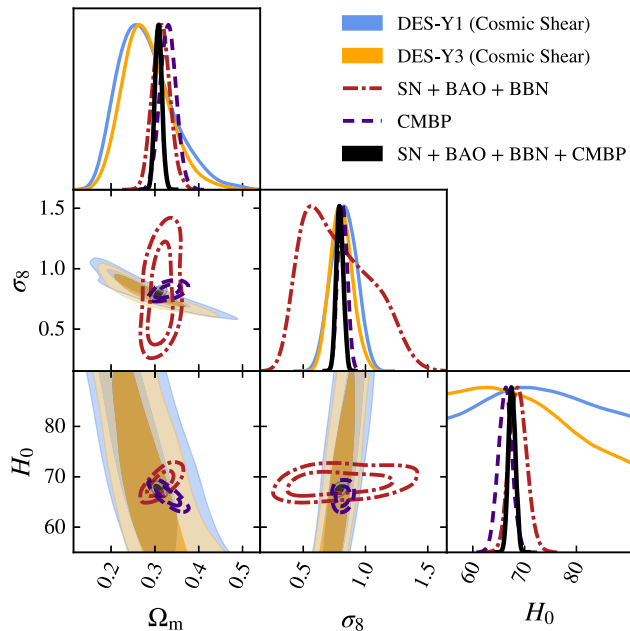 DES-Y1 (Cosmic Shear)
DES-Y3 (Cosmic Shear)
SN + BAO + BBN
CMBP
SN + BAO + BBN + CMBP
1.5
1.0
0.5
σ₈
80
70
60
H₀
0.2 0.3 0.4 0.5
Ωₘ
0.5 1.0 1.5
σ₈
60 70 80
H₀